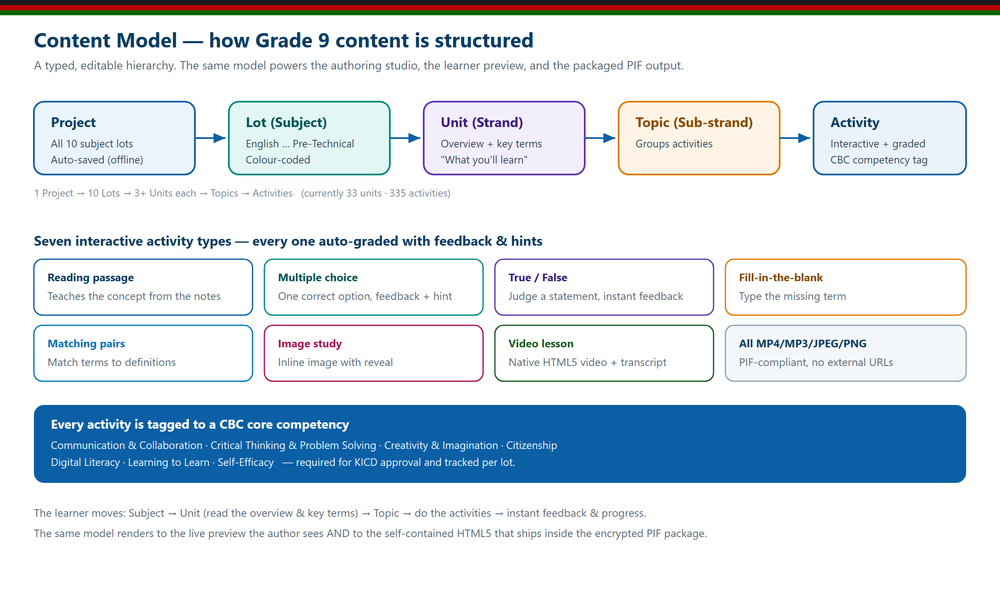 Content Model — how Grade 9 content is structured
A typed, editable hierarchy. The same model powers the authoring studio, the learner preview, and the packaged PIF output.
Project
All 10 subject lots
Auto-saved (offline)
Lot (Subject)
English ... Pre-Technical
Colour-coded
Unit (Strand)
Overview + key terms
"What you'll learn"
Topic (Sub-strand)
Groups activities
Activity
Interactive + graded
CBC competency tag
1 Project → 10 Lots → 3+ Units each → Topics → Activities (currently 33 units · 335 activities)
Seven interactive activity types — every one auto-graded with feedback & hints
Reading passage
Teaches the concept from the notes
Multiple choice
One correct option, feedback + hint
True / False
Judge a statement, instant feedback
Fill-in-the-blank
Type the missing term
Matching pairs
Match terms to definitions
Image study
Inline image with reveal
Video lesson
Native HTML5 video + transcript
All MP4/MP3/JPEG/PNG
PIF-compliant, no external URLs
Every activity is tagged to a CBC core competency
Communication & Collaboration · Critical Thinking & Problem Solving · Creativity & Imagination · Citizenship
Digital Literacy · Learning to Learn · Self-Efficacy — required for KICD approval and tracked per lot.
The learner moves: Subject → Unit (read the overview & key terms) → Topic → do the activities → instant feedback & progress.
The same model renders to the live preview the author sees AND to the self-contained HTML5 that ships inside the encrypted PIF package.